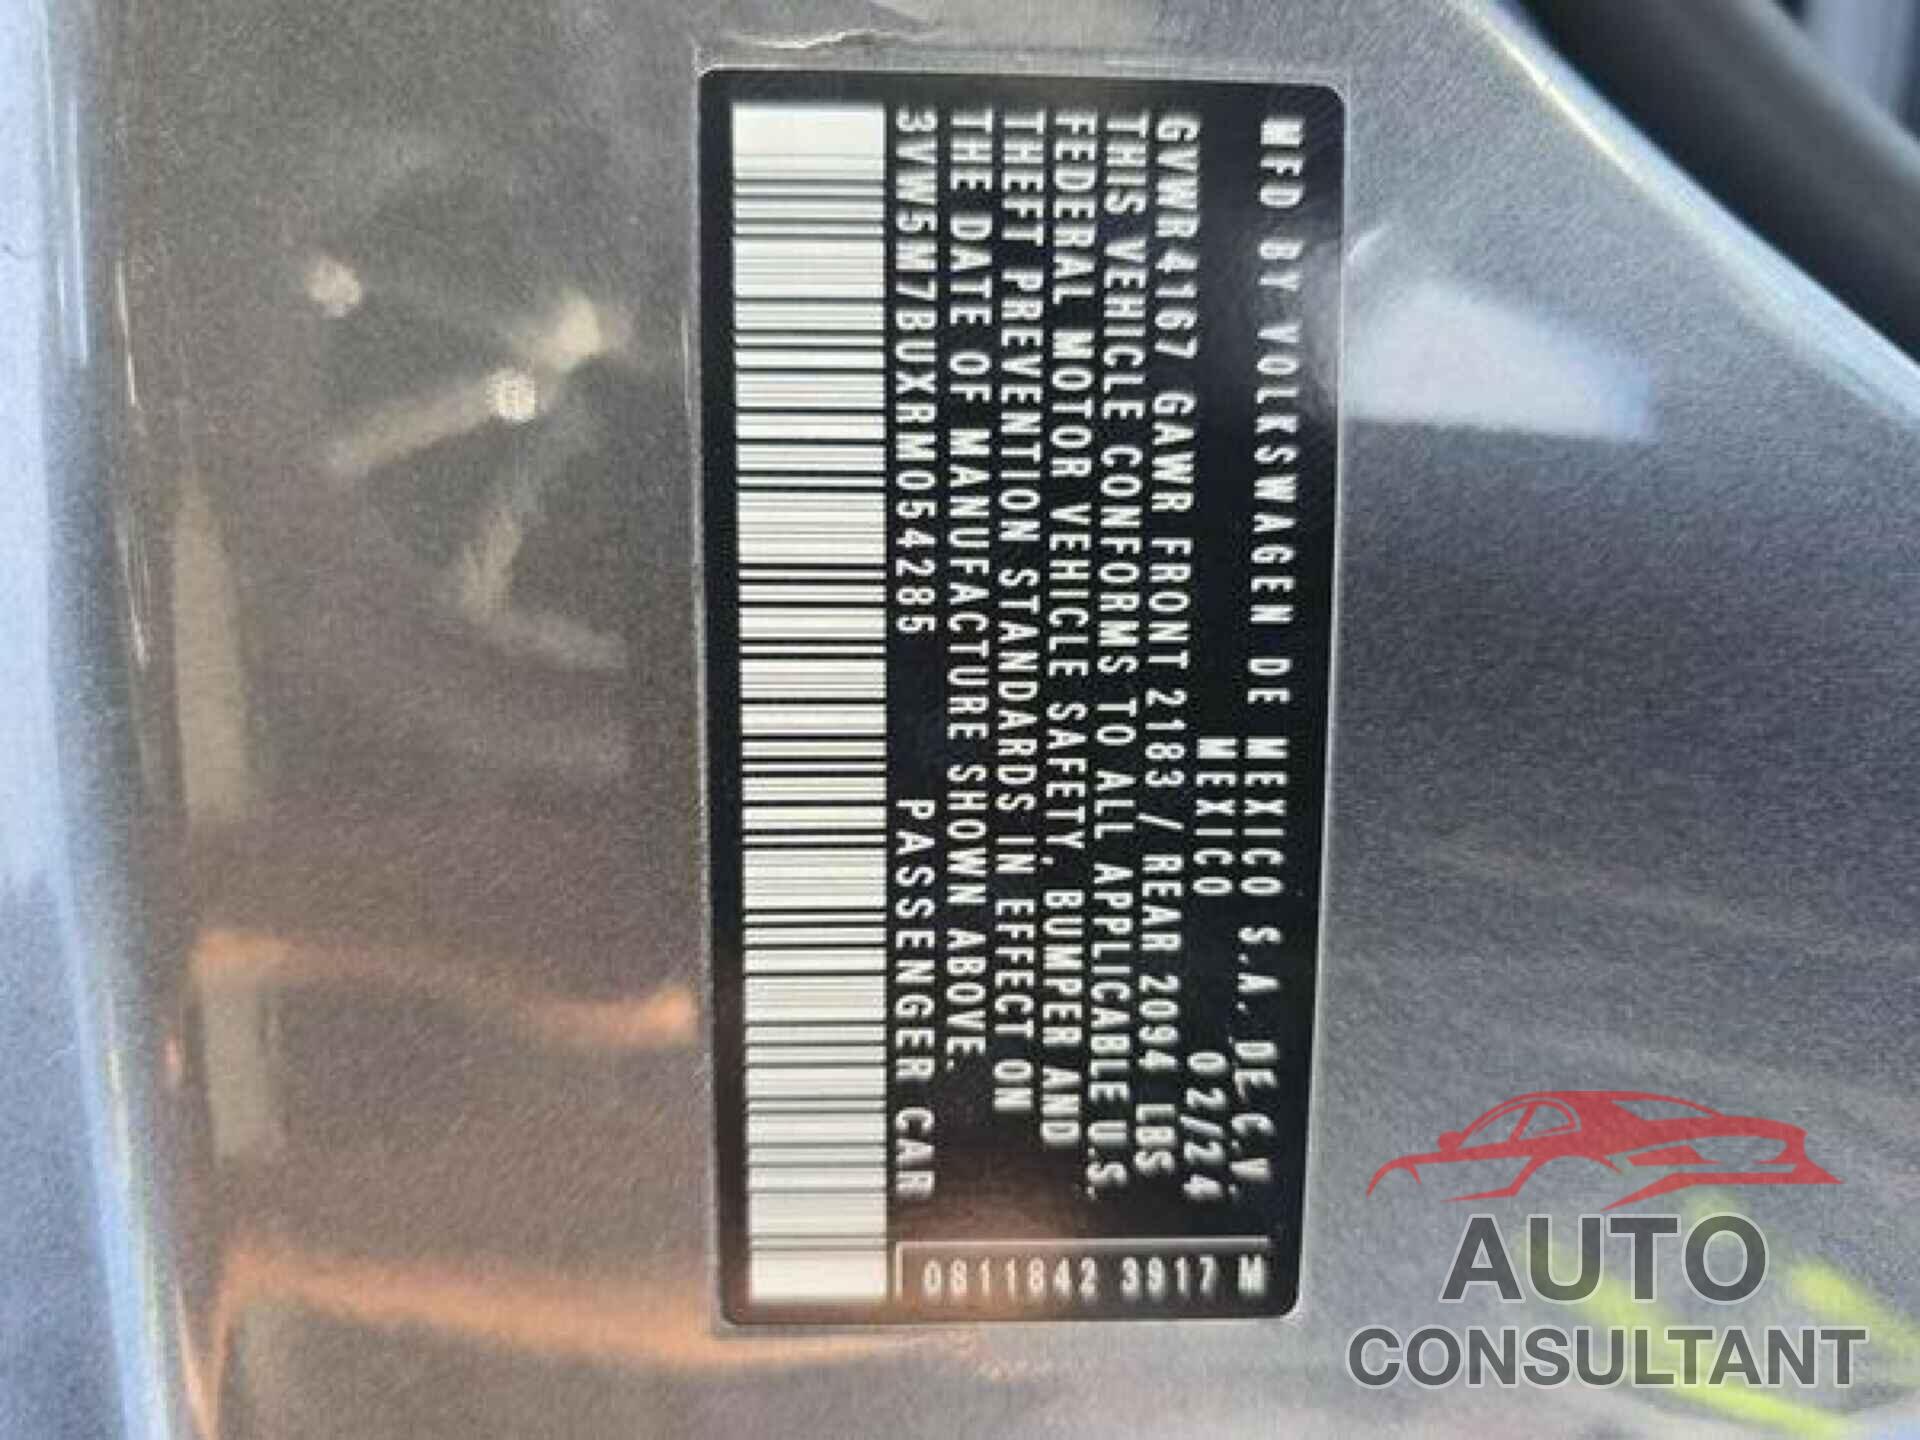 MFD BY VOLKSWAGEN DE MEXICO S.A. DE C.V.
MEXICO 02/24
GVWR 4167 GAWR FRONT 2183 / REAR 2094 LBS
THIS VEHICLE CONFORMS TO ALL APPLICABLE U.S.
FEDERAL MOTOR VEHICLE SAFETY, BUMPER AND
THEFT PREVENTION STANDARDS IN EFFECT ON
THE DATE OF MANUFACTURE SHOWN ABOVE.
3VW5M7BUXRM054285 PASSENGER CAR
0811842 3917 M
AUTO
CONSULTANT